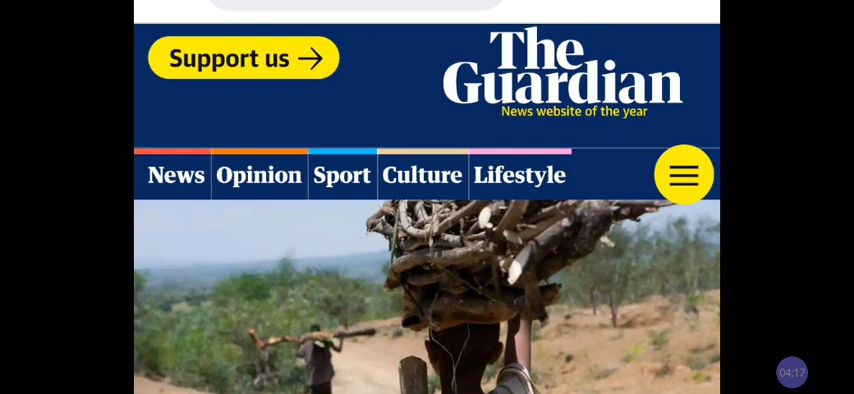 Support us
The
Guardian
News website of the year
News Opinion Sport Culture Lifestyle
04:17